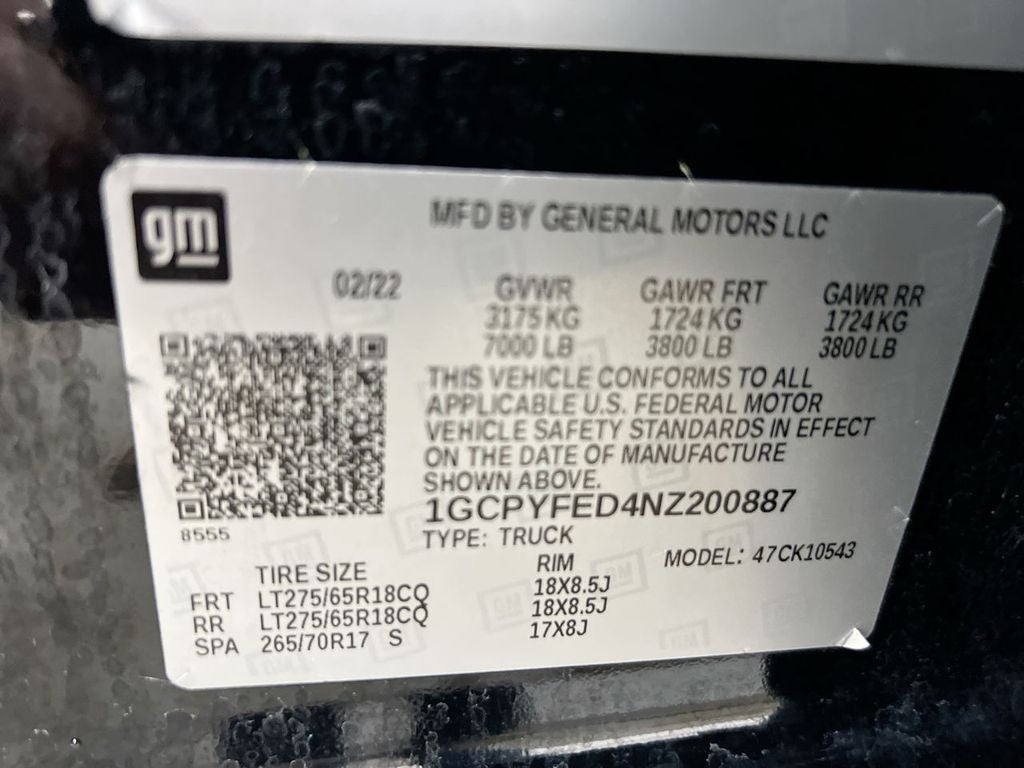 gm
MFD BY GENERAL MOTORS LLC
02/22 GVWR GAWR FRT GAWR RR
3175 KG 1724 KG 1724 KG
7000 LB 3800 LB 3800 LB
THIS VEHICLE CONFORMS TO ALL
APPLICABLE U.S. FEDERAL MOTOR
VEHICLE SAFETY STANDARDS IN EFFECT
ON THE DATE OF MANUFACTURE
SHOWN ABOVE.
1GCPYFED4NZ200887
8555
TYPE: TRUCK
MODEL: 47CK10543
TIRE SIZE RIM
FRT LT275/65R18CQ 18X8.5J
RR LT275/65R18CQ 18X8.5J
SPA 265/70R17 S 17X8J